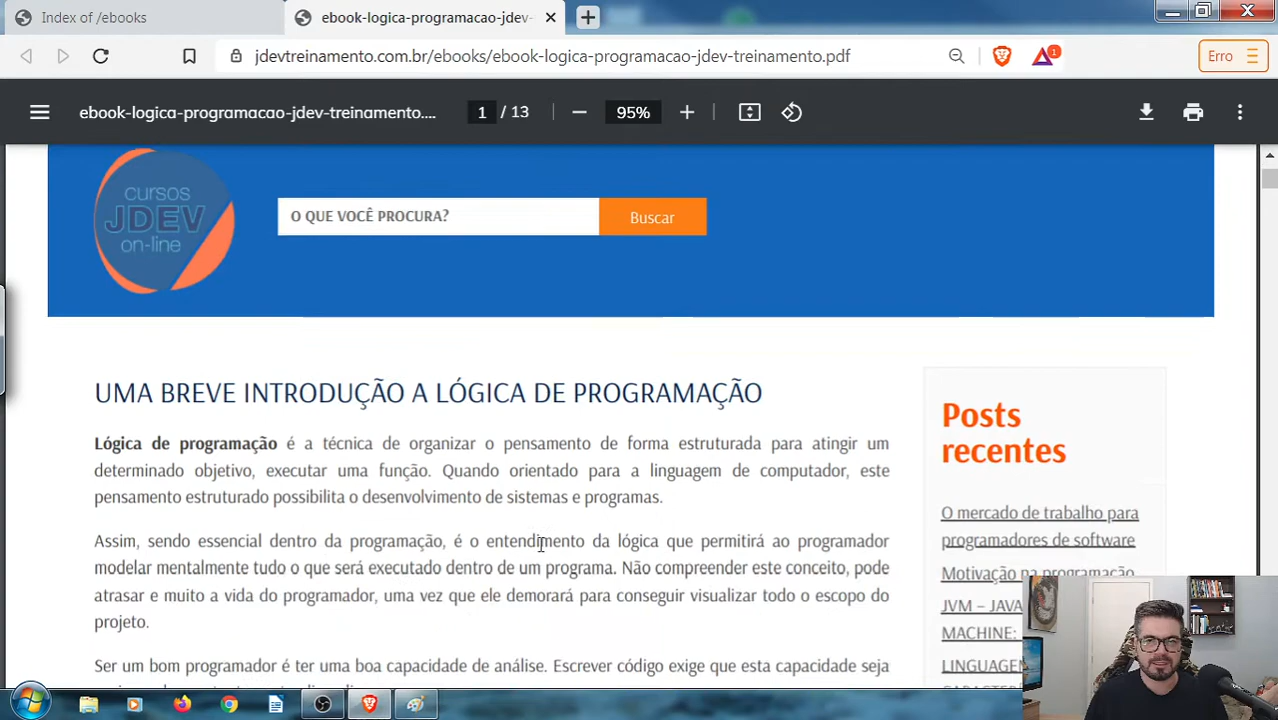 Index of /ebooks
ebook-logica-programacao-jdev-
jdevtreinamento.com.br/ebooks/ebook-logica-programacao-jdev-treinamento.pdf
1
Erro
ebook-logica-programacao-jdev-treinamento....
1 / 13
95%
cursos
JDEV
on-line
O QUE VOCÊ PROCURA?
Buscar
UMA BREVE INTRODUÇÃO A LÓGICA DE PROGRAMAÇÃO
Lógica de programação é a técnica de organizar o pensamento de forma estruturada para atingir um
determinado objetivo, executar uma função. Quando orientado para a linguagem de computador, este
pensamento estruturado possibilita o desenvolvimento de sistemas e programas.
Assim, sendo essencial dentro da programação, é o entendimento da lógica que permitirá ao programador
modelar mentalmente tudo o que será executado dentro de um programa. Não compreender este conceito, pode
atrasar e muito a vida do programador, uma vez que ele demorará para conseguir visualizar todo o escopo do
projeto.
Ser um bom programador é ter uma boa capacidade de análise. Escrever código exige que esta capacidade seja
Posts
recentes
O mercado de trabalho para
programadores de software
Motivação na programação
JVM – JAVA
MACHINE:
LINGUAGEM